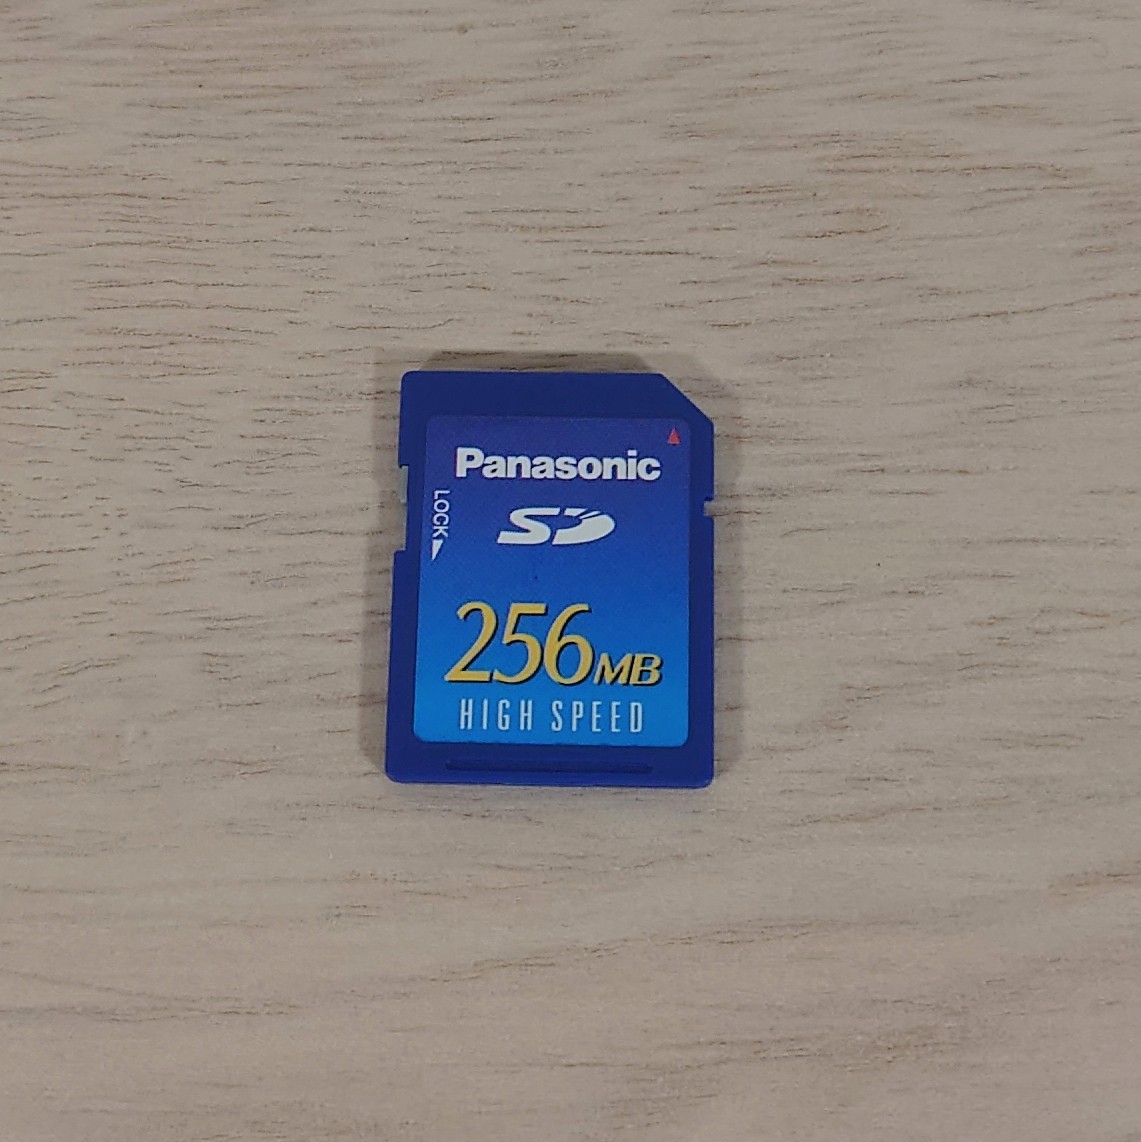 Panasonic
LOCK
SD
256MB
HIGH SPEED